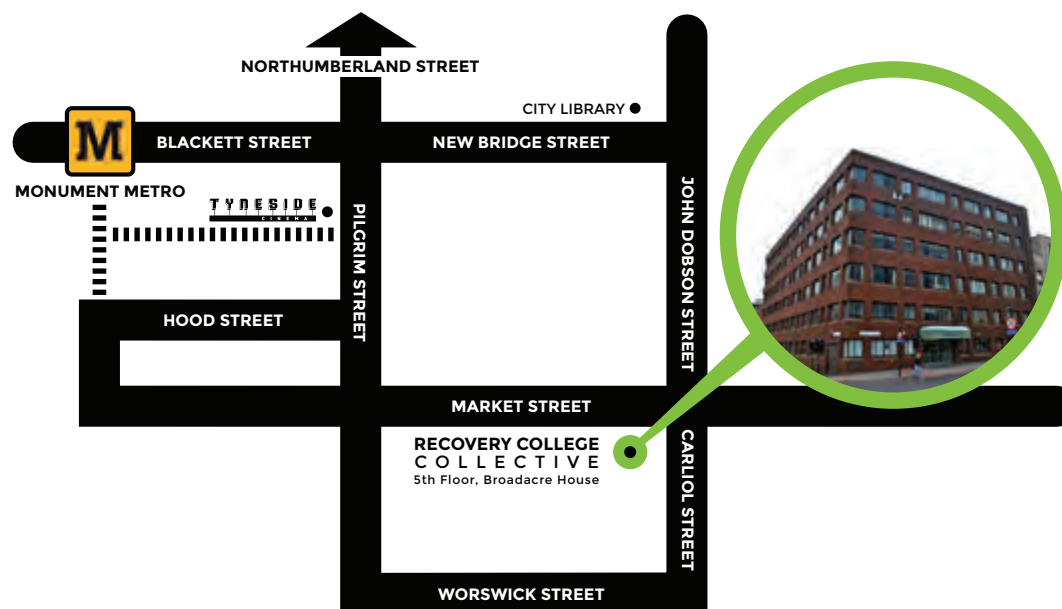 NORTHUMBERLAND STREET
CITY LIBRARY
M
BLACKETT STREET
NEW BRIDGE STREET
MONUMENT METRO
TYNESIDE
CINEMA
PILGRIM STREET
JOHN DOBSON STREET
HOOD STREET
MARKET STREET
RECOVERY COLLEGE
COLLECTIVE
5th Floor, Broadacre House
CARLIOL STREET
WORSWICK STREET